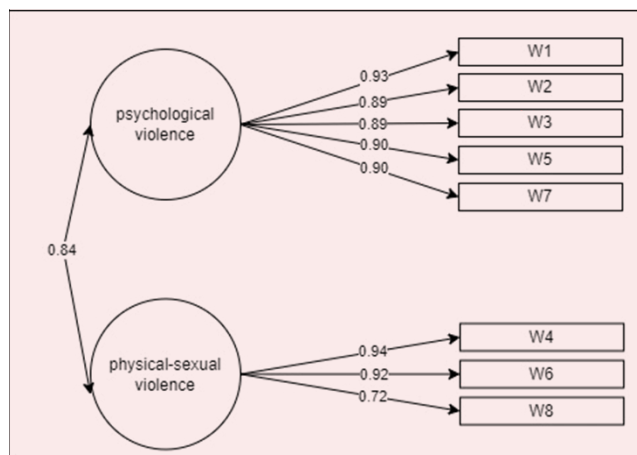 W1
0.93
W2
0.89
psychological
violence
0.89
W3
0.90
W5
0.90
W7
0.84
W4
0.94
physical-sexual
violence
0.92
W6
0.72
W8